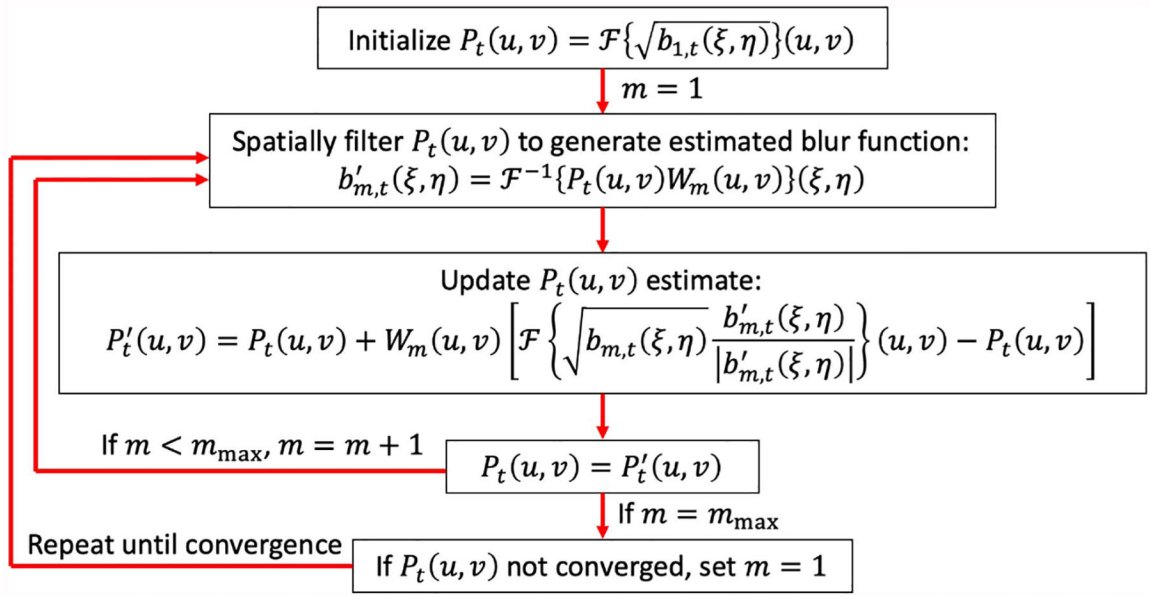 Initialize P_t(u, v) = ℱ{√b_{1,t}(ξ, η)}(u, v)
m = 1
Spatially filter P_t(u, v) to generate estimated blur function:
b′_{m,t}(ξ, η) = ℱ^{−1}{P_t(u, v)W_m(u, v)}(ξ, η)
Update P_t(u, v) estimate:
P′_t(u, v) = P_t(u, v) + W_m(u, v) [ℱ {√b_{m,t}(ξ, η) b′_{m,t}(ξ, η) / |b′_{m,t}(ξ, η)|} (u, v) − P_t(u, v)]
If m < m_max, m = m + 1
P_t(u, v) = P′_t(u, v)
If m = m_max
Repeat until convergence
If P_t(u, v) not converged, set m = 1